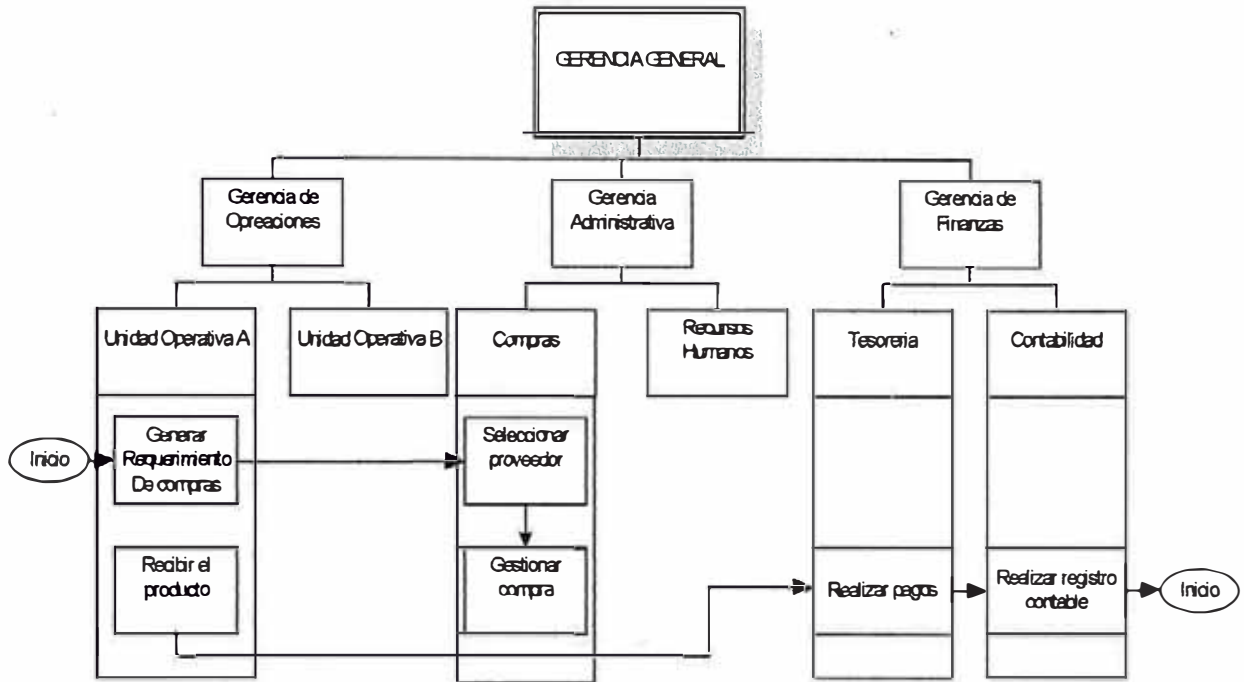 GERENCIA GENERAL
Gerencia de
Opreaciones
Gerencia
Administrativa
Gerencia de
Finanzas
Unidad Operativa A
Unidad Operativa B
Compras
Recursos
Humanos
Tesoreria
Contabilidad
Inicio
Generar
Requerimiento
De compras
Seleccionar
proveedor
Recibir el
producto
Gestionar
compra
Realizar pagos
Realizar registro
contable
Inicio